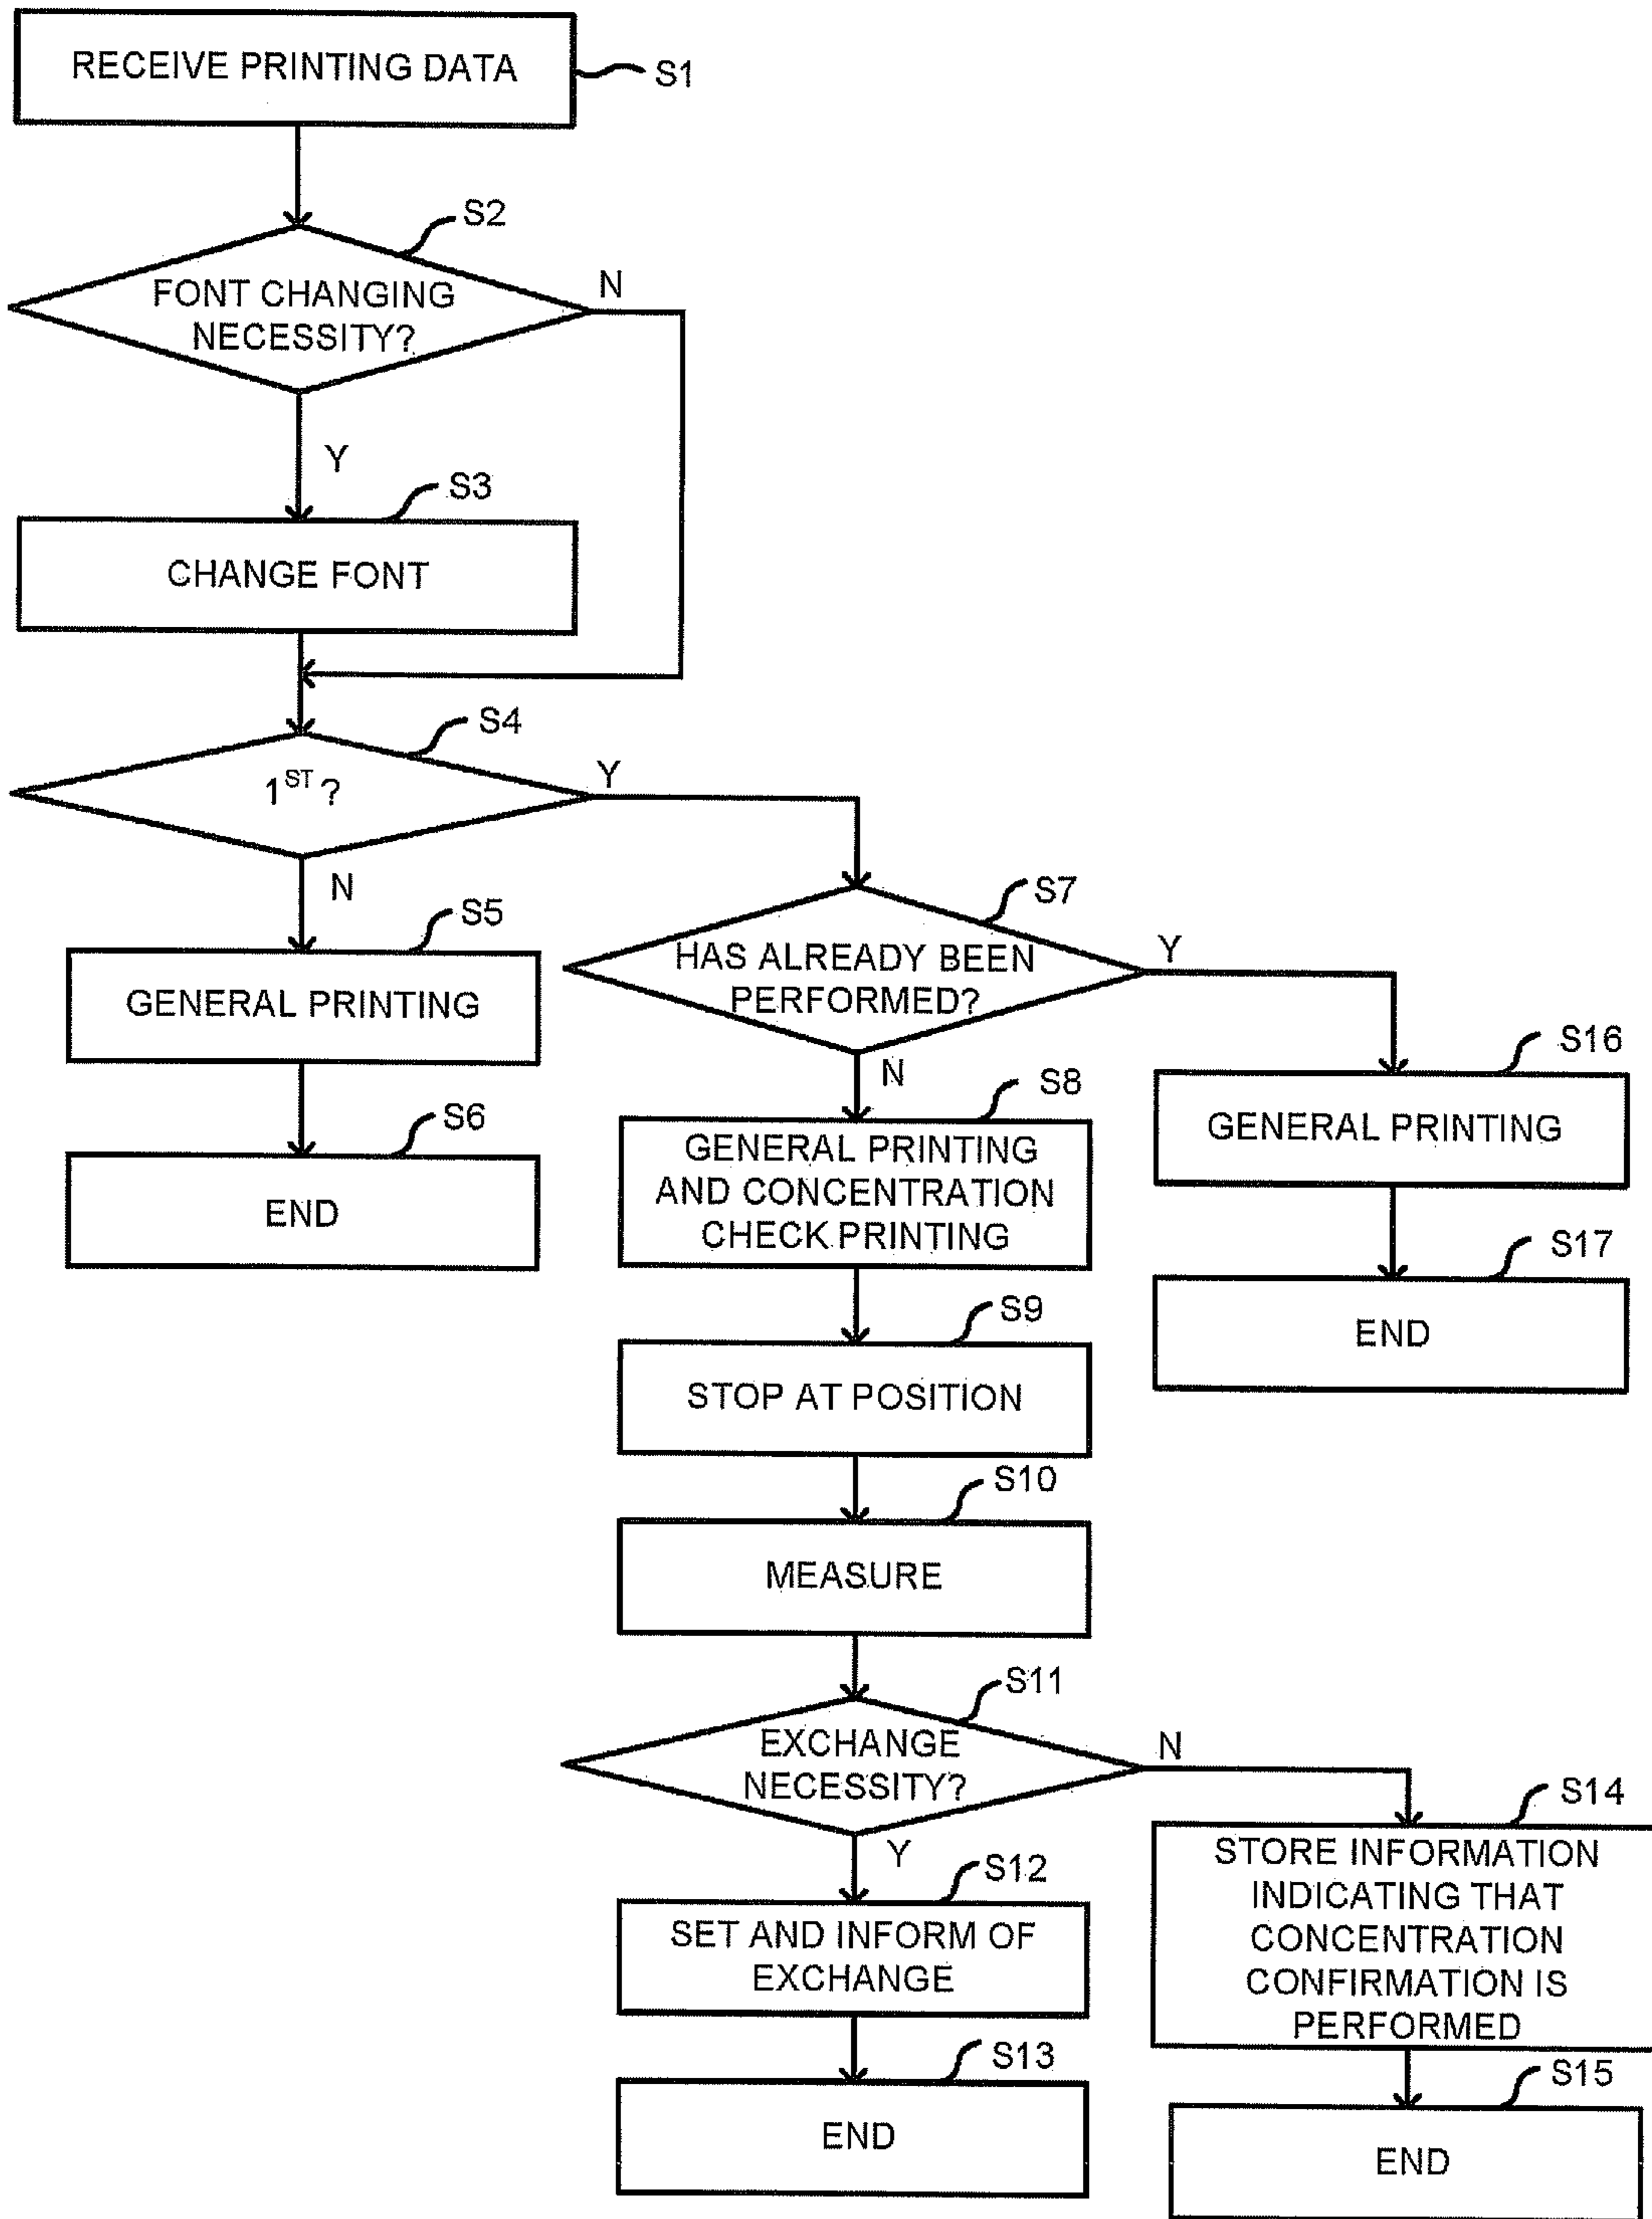 RECEIVE PRINTING DATA
S1
S2
FONT CHANGING
NECESSITY?
N
Y
S3
CHANGE FONT
S4
1ST ?
Y
N
S5
GENERAL PRINTING
S6
END
S7
HAS ALREADY BEEN
PERFORMED?
Y
N
S8
GENERAL PRINTING
AND CONCENTRATION
CHECK PRINTING
S16
GENERAL PRINTING
S17
END
S9
STOP AT POSITION
S10
MEASURE
S11
EXCHANGE
NECESSITY?
N
Y
S12
SET AND INFORM OF
EXCHANGE
S13
END
S14
STORE INFORMATION
INDICATING THAT
CONCENTRATION
CONFIRMATION IS
PERFORMED
S15
END